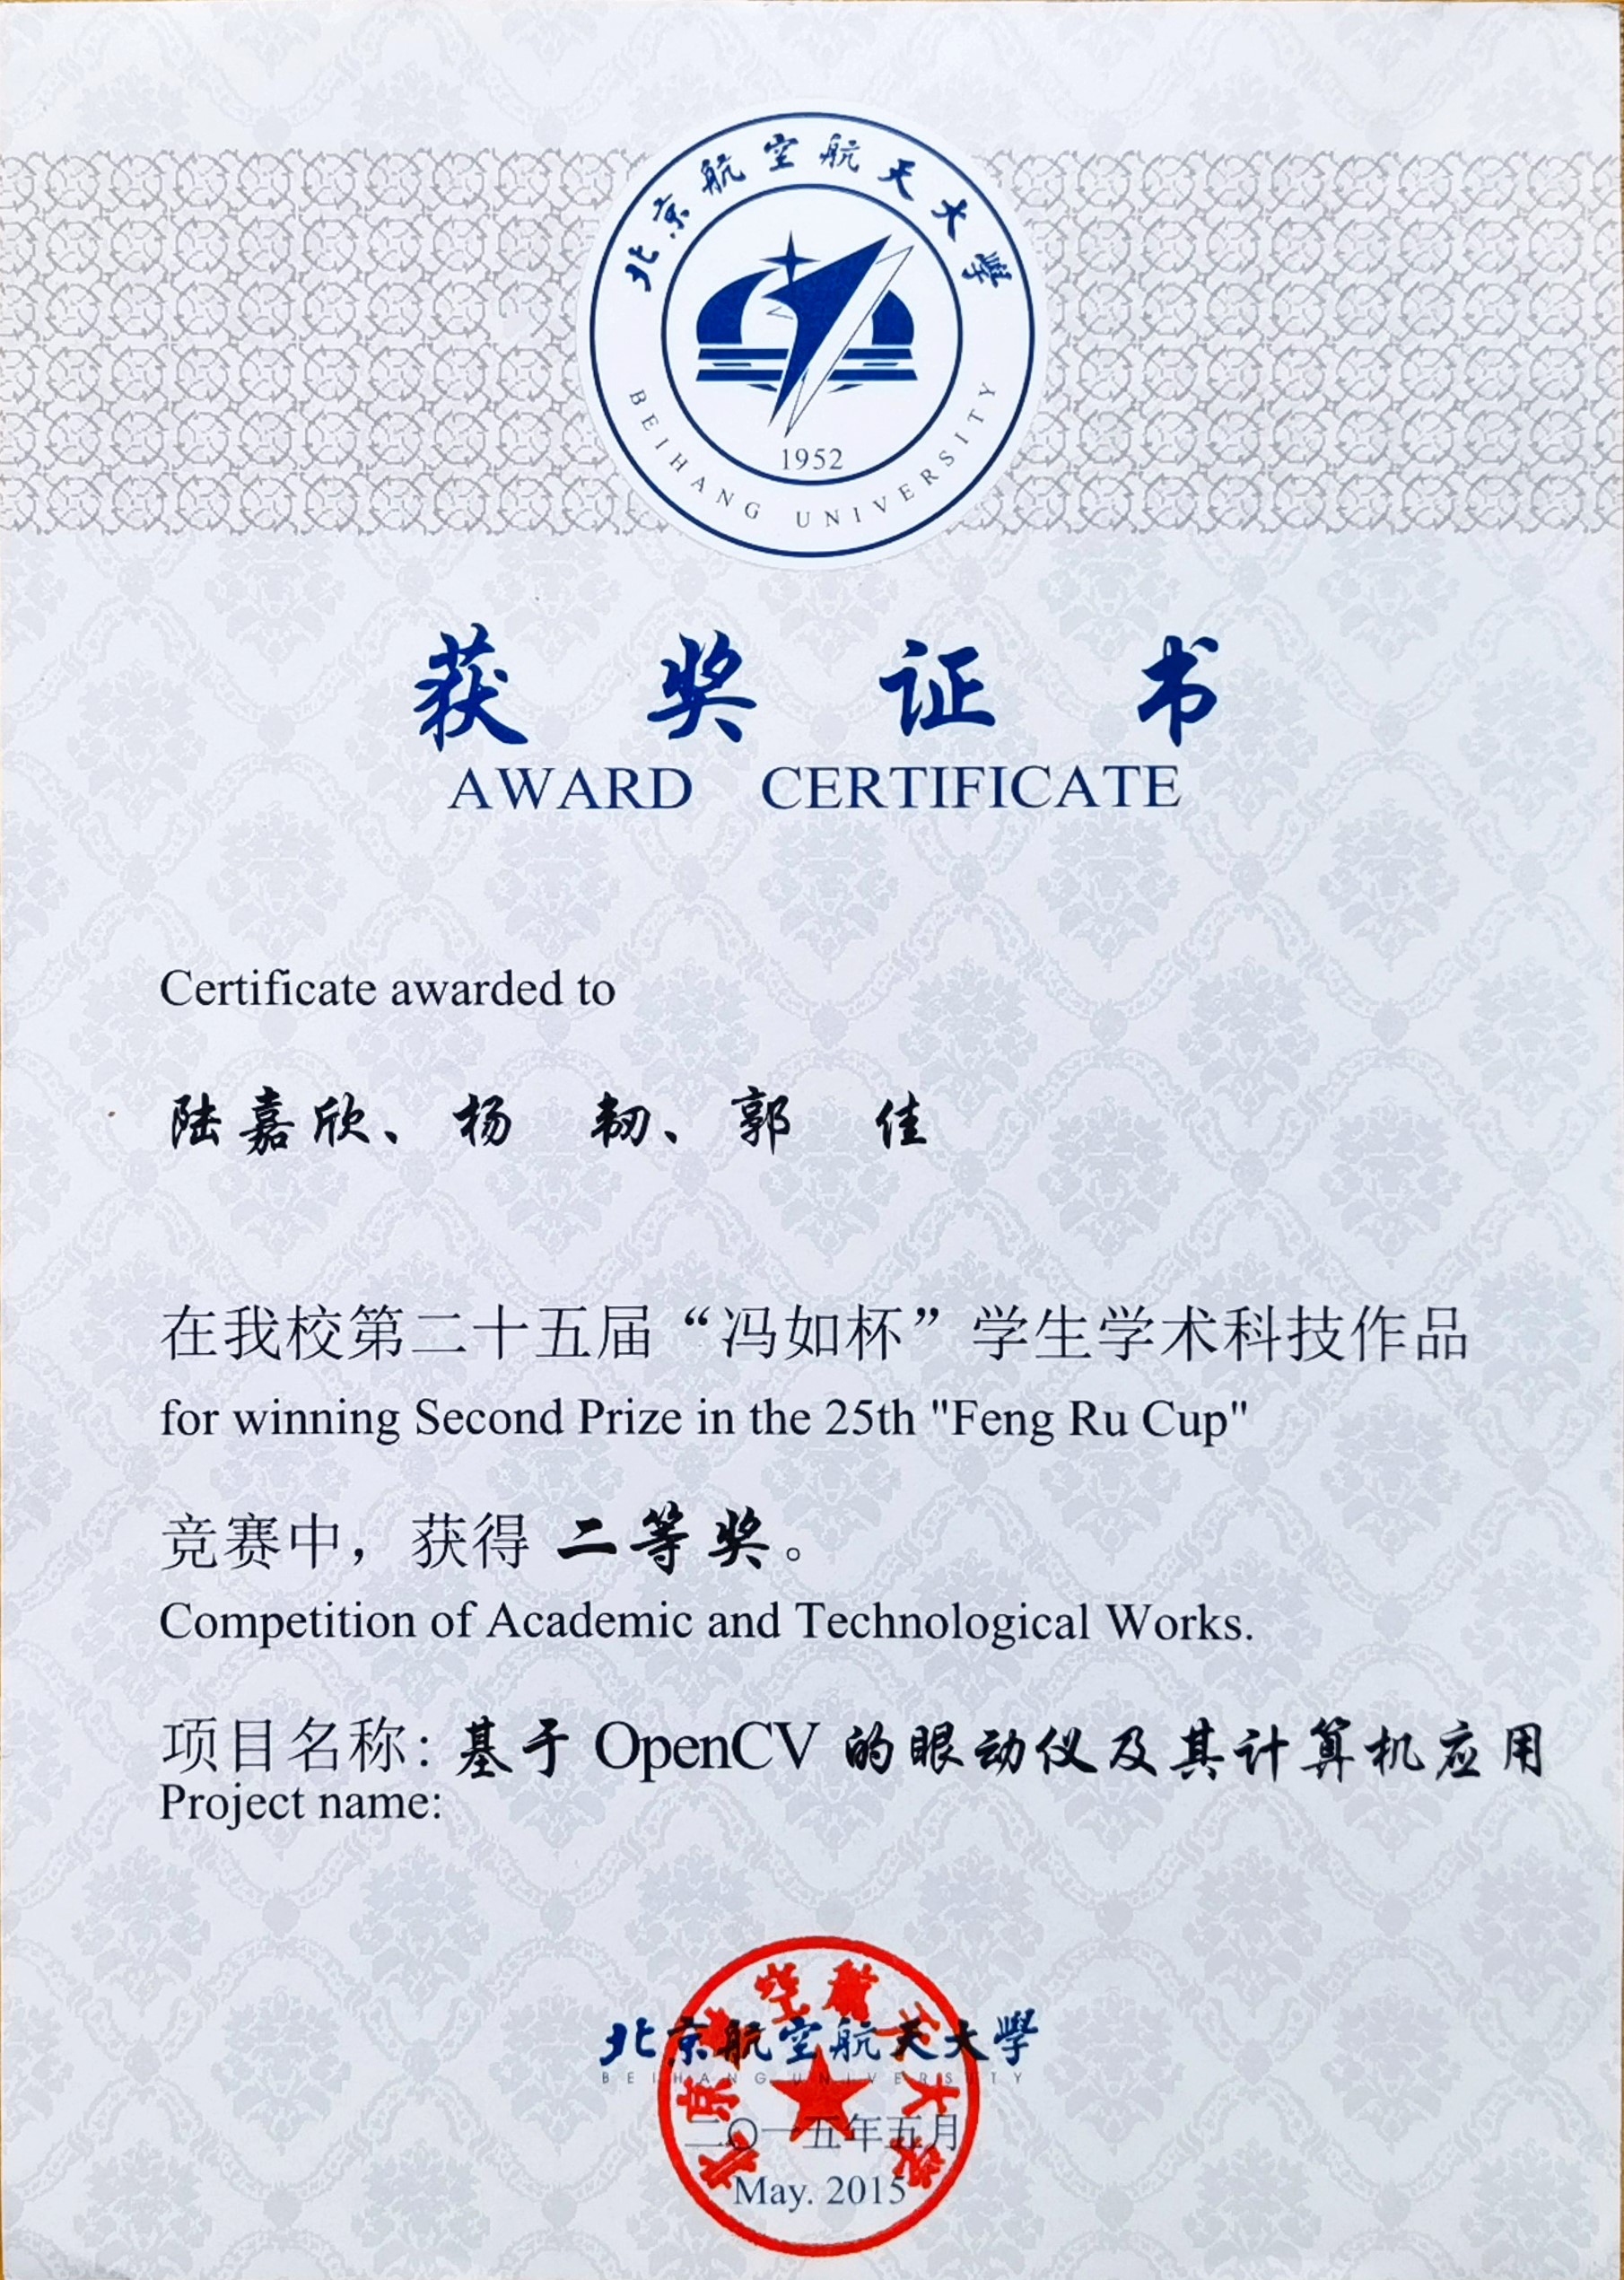 北京航空航天大學
1952
BEIHANG UNIVERSITY
获奖证书
AWARD CERTIFICATE
Certificate awarded to
陆嘉欣、杨 韧、郭 佳
在我校第二十五届“冯如杯”学生学术科技作品
for winning Second Prize in the 25th "Feng Ru Cup"
竞赛中，获得 二等奖。
Competition of Academic and Technological Works.
项目名称: 基于 OpenCV 的眼动仪及其计算机应用
Project name:
北京航空航天大学
北京航空航天大學
BEIHANG UNIVERSITY
二〇一五年五月
May. 2015